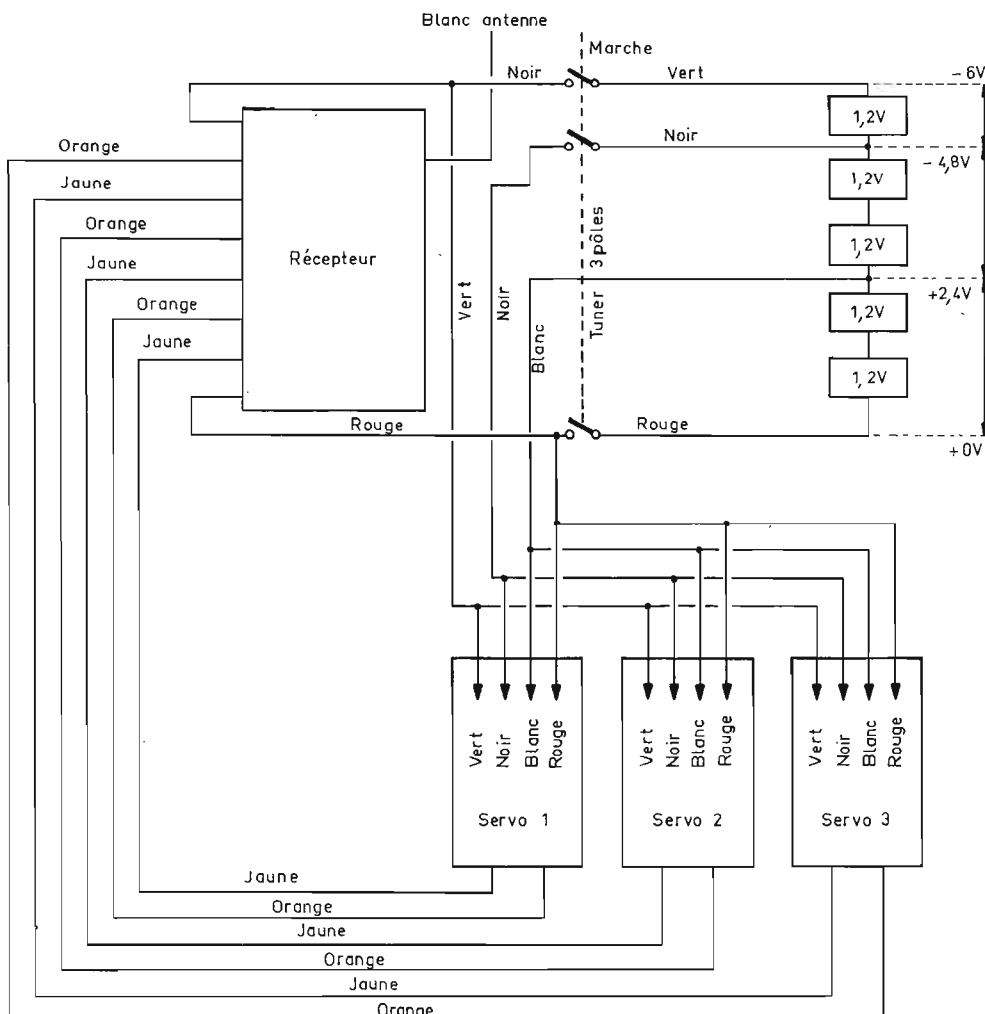 Blanc antenne
Marche
Noir
Vert
– 6V
1,2V
Orange
Noir
– 4,8V
Jaune
1,2V
Orange
3 pôles
1,2V
Récepteur
Jaune
Vert
Noir
+2,4V
Orange
Tuner
1,2V
Blanc
Jaune
1,2V
Rouge
Rouge
+0V
Vert
Noir
Blanc
Rouge
Vert
Noir
Blanc
Rouge
Vert
Noir
Blanc
Rouge
Servo 1
Servo 2
Servo 3
Jaune
Orange
Jaune
Orange
Jaune
Orange